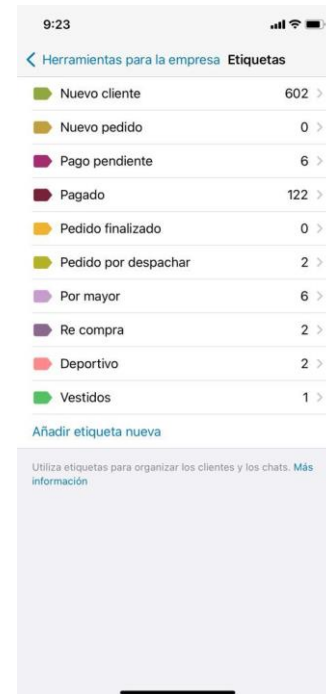 9:23
Herramientas para la empresa Etiquetas
Nuevo cliente 602
Nuevo pedido 0
Pago pendiente 6
Pagado 122
Pedido finalizado 0
Pedido por despachar 2
Por mayor 6
Re compra 2
Deportivo 2
Vestidos 1
Añadir etiqueta nueva
Utiliza etiquetas para organizar los clientes y los chats. Más
información